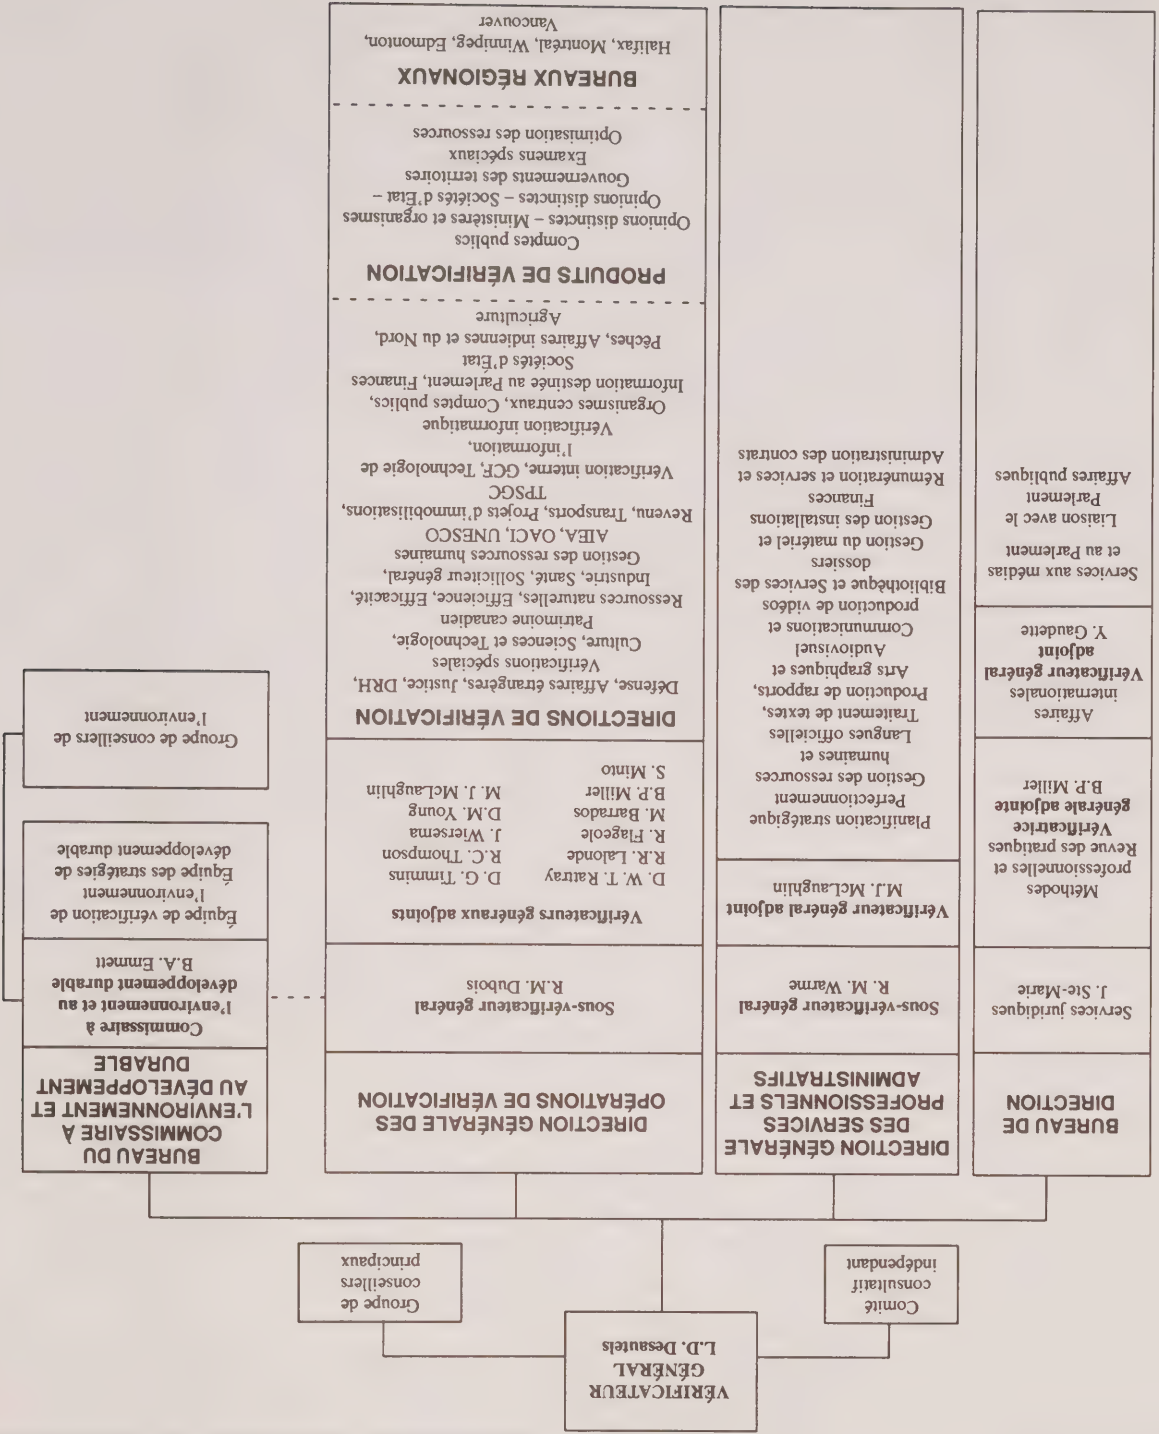 VÉRIFICATEUR
GÉNÉRAL
L.D. Desautels
Comité
consultatif
indépendant
Groupe de
conseillers
principaux
BUREAU DE
DIRECTION
Services juridiques
J. Ste-Marie
Méthodes
professionnelles et
Revue des pratiques
Vérificatrice
générale adjointe
B.P. Miller
Affaires
internationales
Vérificateur général
adjoint
Y. Gaudette
Services aux médias
et au Parlement
Liaison avec le
Parlement
Affaires publiques
DIRECTION GÉNÉRALE
DES SERVICES
PROFESSIONNELS ET
ADMINISTRATIFS
Sous-vérificateur général
R. M. Warme
Vérificateur général adjoint
M.J. McLaughlin
Planification stratégique
Perfectionnement
Gestion des ressources
humaines et
Langues officielles
Traitement de textes,
Production de rapports,
Arts graphiques et
Audiovisuel
Communications et
production de vidéos
Bibliothèque et Services des
dossiers
Gestion du matériel et
Gestion des installations
Finances
Rémunération et services et
Administration des contrats
DIRECTION GÉNÉRALE DES
OPÉRATIONS DE VÉRIFICATION
Sous-vérificateur général
R.M. Dubois
Vérificateurs généraux adjoints
D. W. T. Rattray D. G. Timmins
R.R. Lalonde R.C. Thompson
R. Flageole J. Wiersema
M. Barrados D.M. Young
B.P. Miller M. J. McLaughlin
S. Minto
DIRECTIONS DE VÉRIFICATION
Défense, Affaires étrangères, Justice, DRH,
Vérifications spéciales
Culture, Sciences et Technologie,
Patrimoine canadien
Ressources naturelles, Efficience, Efficacité,
Industrie, Santé, Solliciteur général,
Gestion des ressources humaines
AIEA, OACI, UNESCO
Revenu, Transports, Projets d'immobilisations,
TPSGC
Vérification interne, GCF, Technologie de
l'information,
Vérification informatique
Organismes centraux, Comptes publics,
Information destinée au Parlement, Finances
Sociétés d'État
Pêches, Affaires indiennes et du Nord,
Agriculture
PRODUITS DE VÉRIFICATION
Comptes publics
Opinions distinctes – Ministères et organismes
Opinions distinctes – Sociétés d'État –
Gouvernements des territoires
Examens spéciaux
Optimisation des ressources
BUREAUX RÉGIONAUX
Halifax, Montréal, Winnipeg, Edmonton,
Vancouver
BUREAU DU
COMMISSAIRE À
L'ENVIRONNEMENT ET
AU DÉVELOPPEMENT
DURABLE
Commissaire à
l'environnement et au
développement durable
B.A. Emmett
Équipe de vérification de
l'environnement
Équipe des stratégies de
développement durable
Groupe de conseillers de
l'environnement